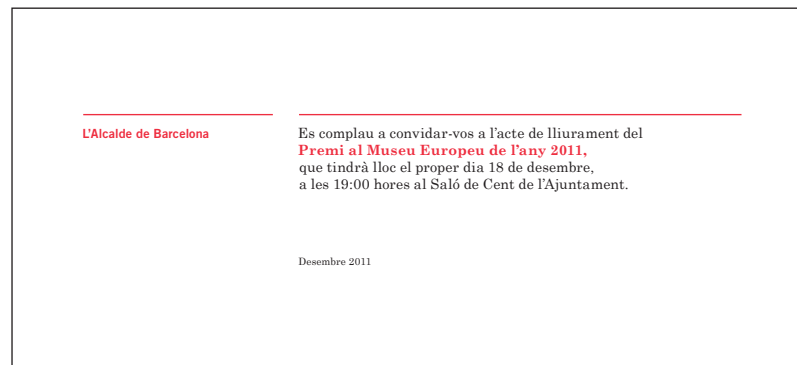 L'Alcalde de Barcelona
Es complau a convidar-vos a l'acte de lliurament del
Premi al Museu Europeu de l'any 2011,
que tindrà lloc el proper dia 18 de desembre,
a les 19:00 hores al Saló de Cent de l'Ajuntament.
Desembre 2011